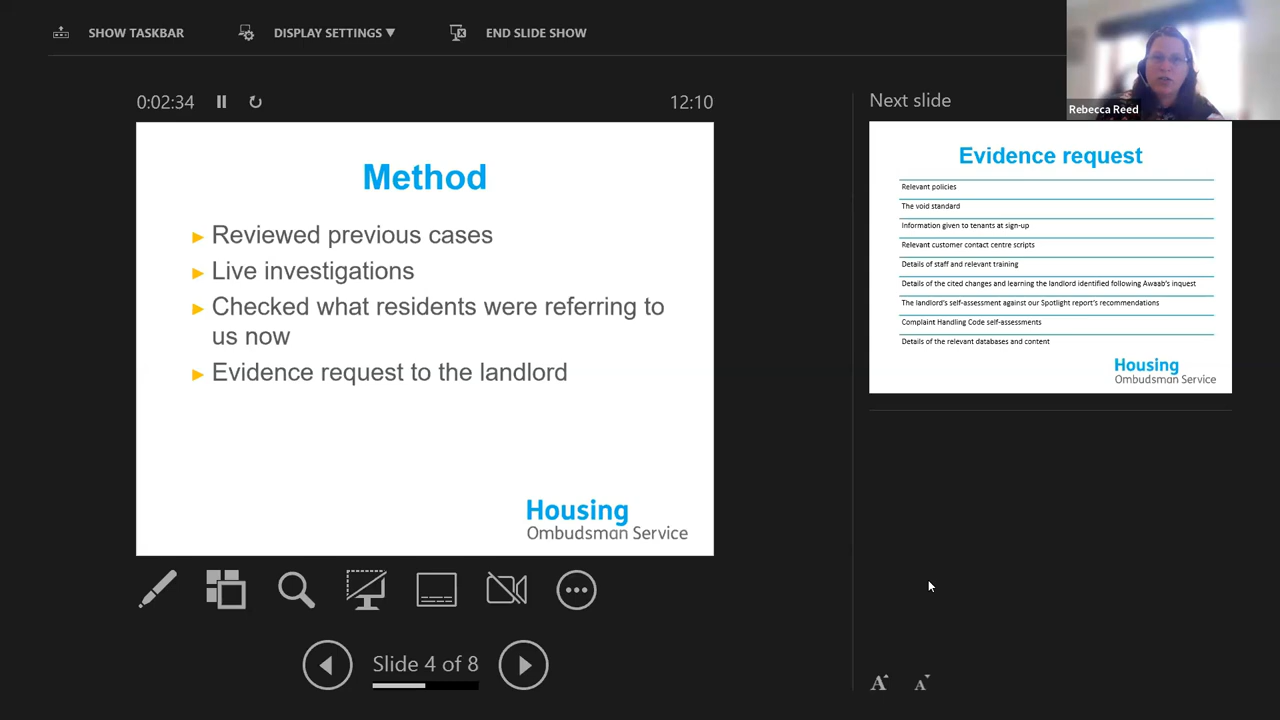 SHOW TASKBAR
DISPLAY SETTINGS ▼
END SLIDE SHOW
Rebecca Reed
0:02:34
12:10
Next slide
Method
Reviewed previous cases
Live investigations
Checked what residents were referring to
us now
Evidence request to the landlord
Housing
Ombudsman Service
Evidence request
Relevant policies
The void standard
Information given to tenants at sign-up
Relevant customer contact centre scripts
Details of staff and relevant training
Details of the cited changes and learning the landlord identified following Awaab's inquest
The landlord's self-assessment against our Spotlight report's recommendations
Complaint Handling Code self-assessments
Details of the relevant databases and content
Housing
Ombudsman Service
Slide 4 of 8
A A